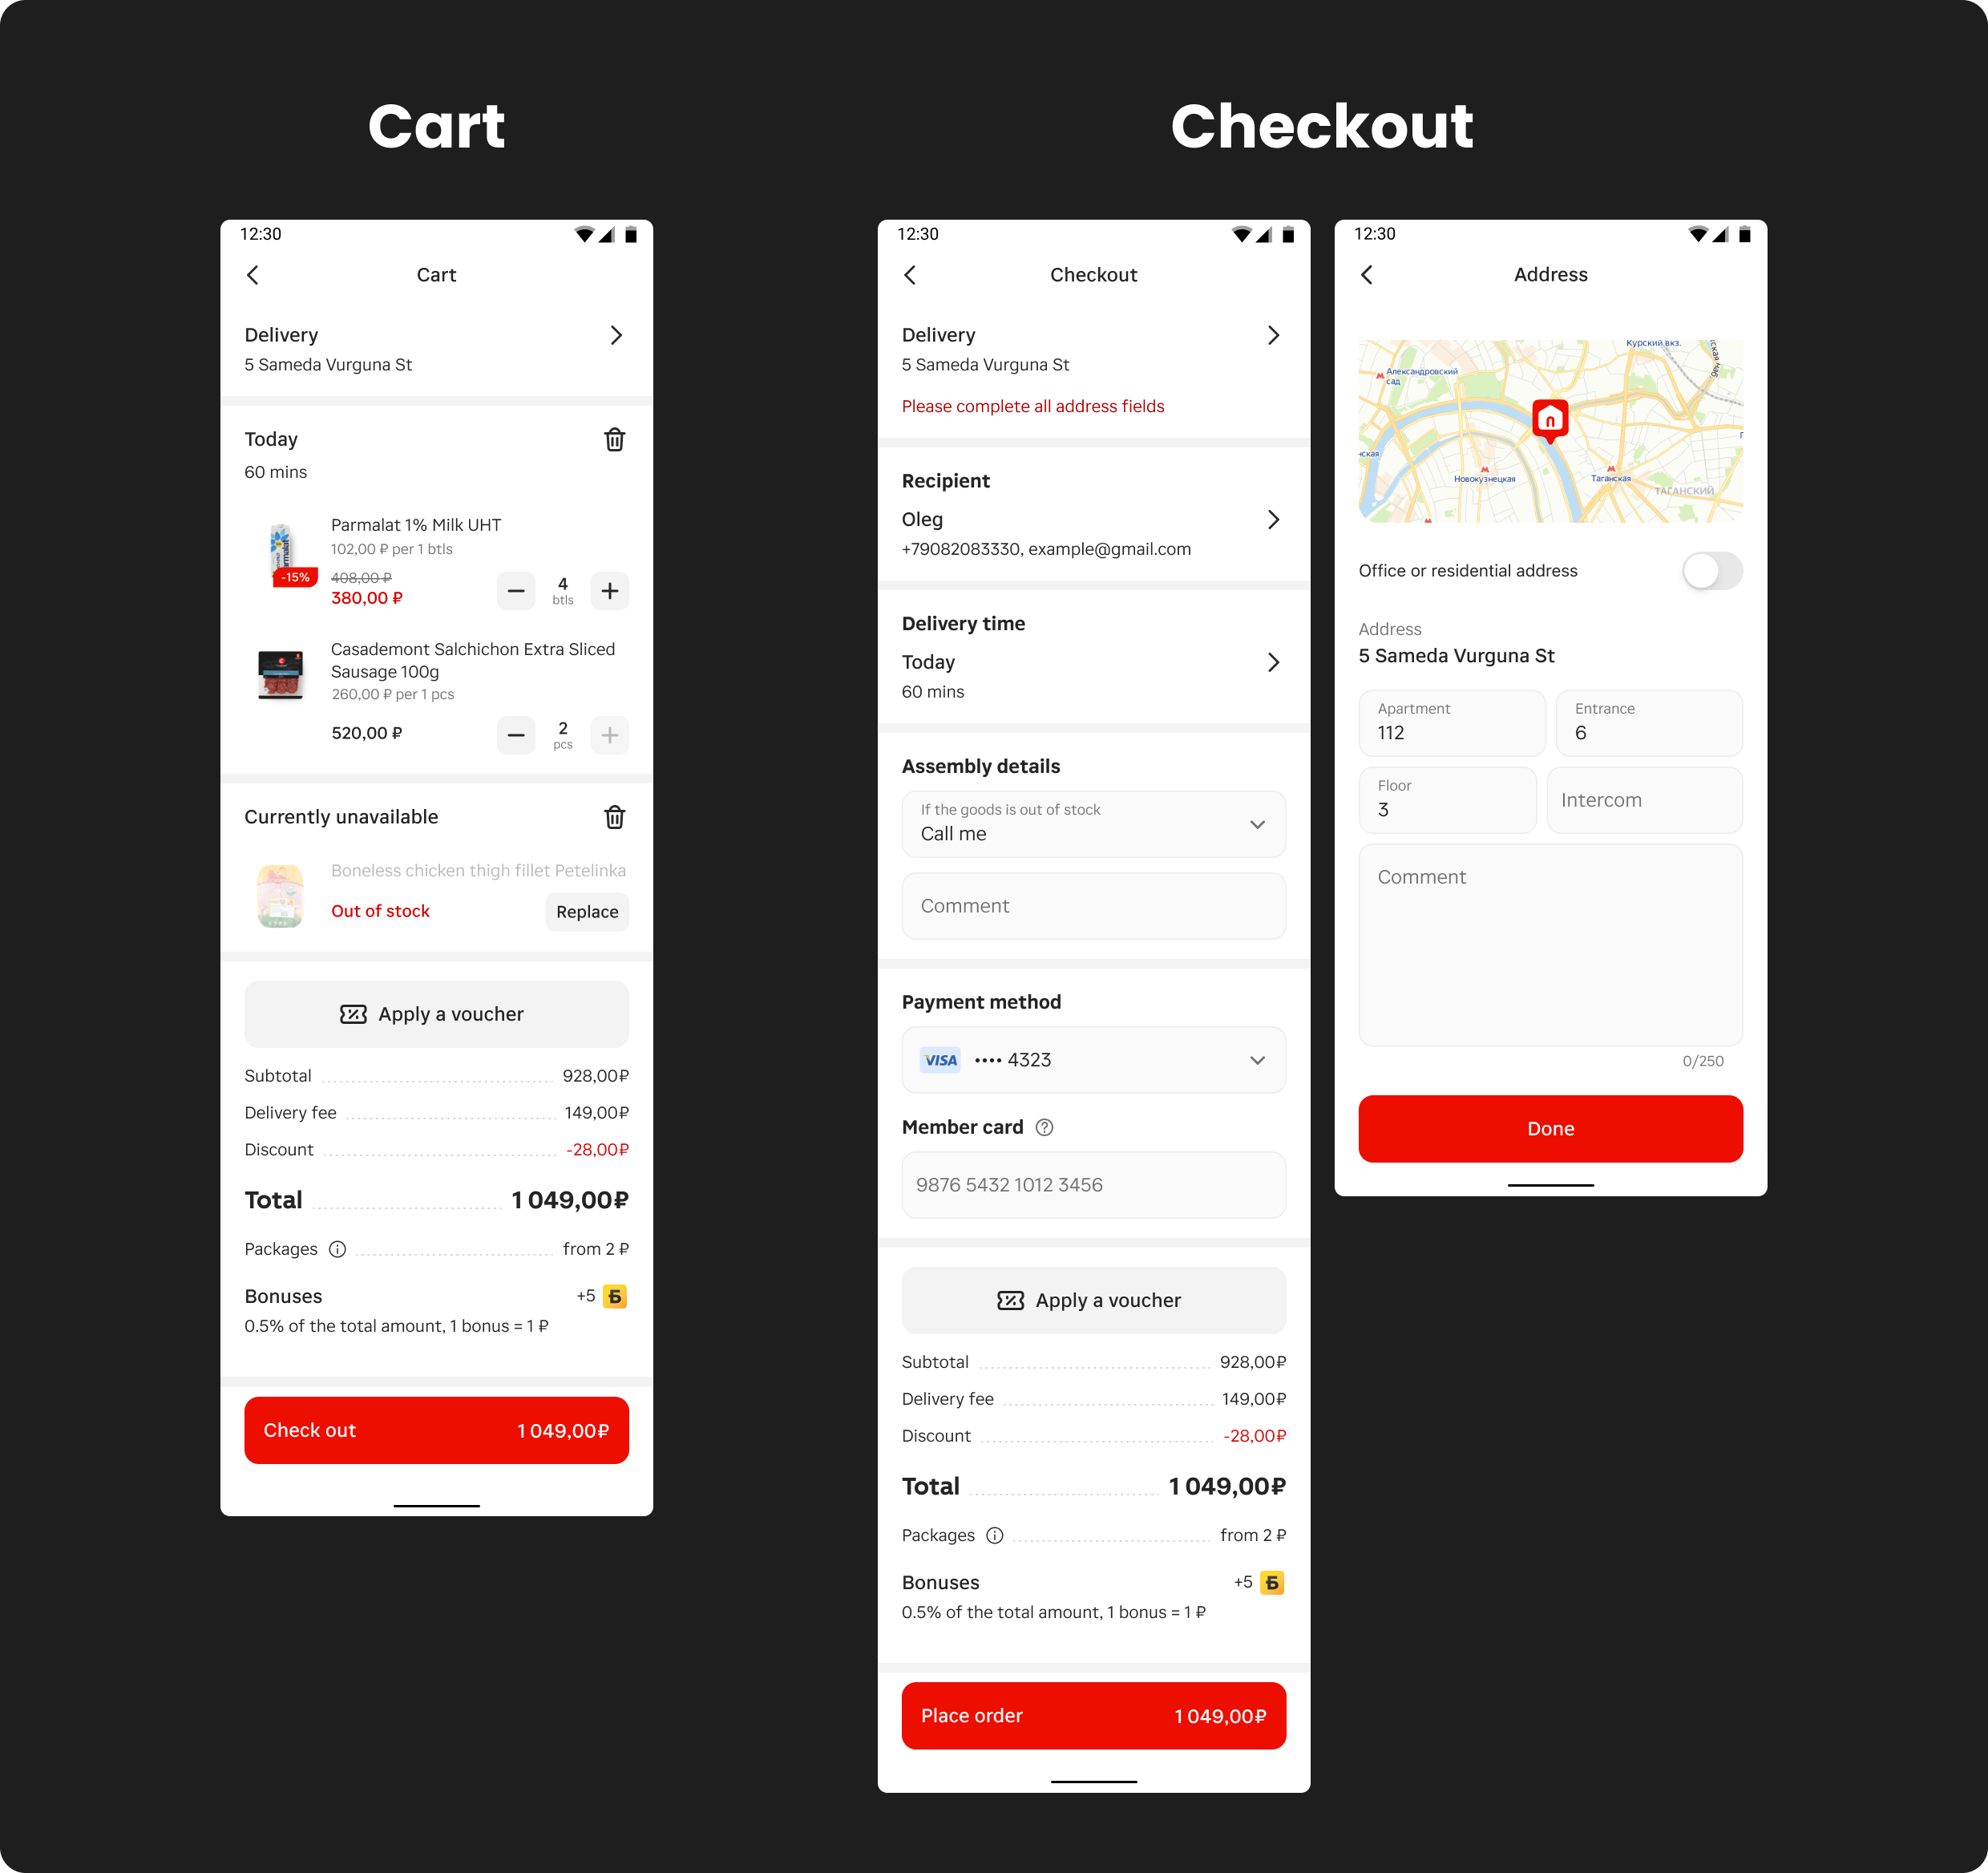 Cart
Checkout
12:30
Cart
Delivery
5 Sameda Vurguna St
Today
60 mins
Parmalat 1% Milk UHT
102,00 ₽ per 1 btls
-15%
408,00 ₽
380,00 ₽
4
btls
Casademont Salchichon Extra Sliced
Sausage 100g
260,00 ₽ per 1 pcs
520,00 ₽
2
pcs
Currently unavailable
Boneless chicken thigh fillet Petelinka
Out of stock
Replace
Apply a voucher
Subtotal 928,00₽
Delivery fee 149,00₽
Discount -28,00₽
Total 1 049,00₽
Packages from 2 ₽
Bonuses +5 Б
0.5% of the total amount, 1 bonus = 1 ₽
Check out 1 049,00₽
12:30
Checkout
Delivery
5 Sameda Vurguna St
Please complete all address fields
Recipient
Oleg
+79082083330, example@gmail.com
Delivery time
Today
60 mins
Assembly details
If the goods is out of stock
Call me
Comment
Payment method
VISA •••• 4323
Member card
9876 5432 1012 3456
Apply a voucher
Subtotal 928,00₽
Delivery fee 149,00₽
Discount -28,00₽
Total 1 049,00₽
Packages from 2 ₽
Bonuses +5 Б
0.5% of the total amount, 1 bonus = 1 ₽
Place order 1 049,00₽
12:30
Address
Курский вкз.
Александровский
сад
Новокузнецкая
Таганская
ТАГАНСКИЙ
Office or residential address
Address
5 Sameda Vurguna St
Apartment
112
Entrance
6
Floor
3
Intercom
Comment
0/250
Done